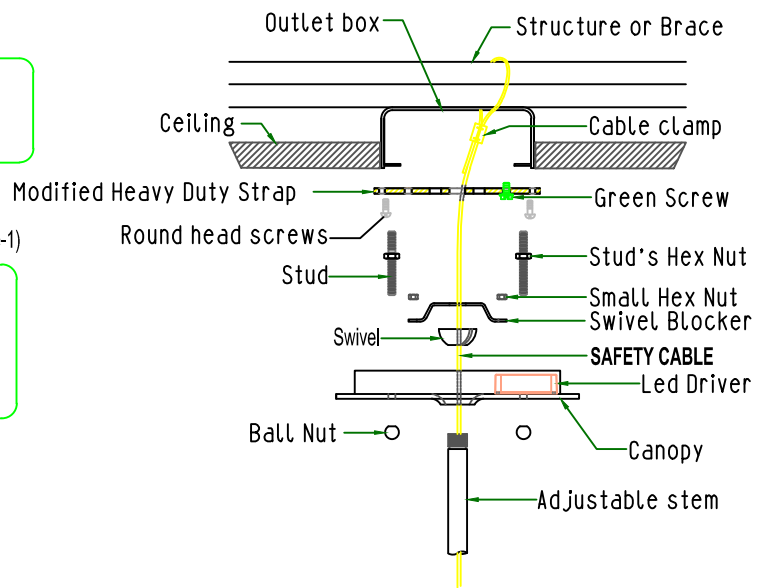 Outlet box
Structure or Brace
Ceiling
Cable clamp
Modified Heavy Duty Strap
Green Screw
Round head screws
-1)
Stud's Hex Nut
Stud
Small Hex Nut
Swivel Blocker
Swivel
SAFETY CABLE
Led Driver
Ball Nut
Canopy
Adjustable stem